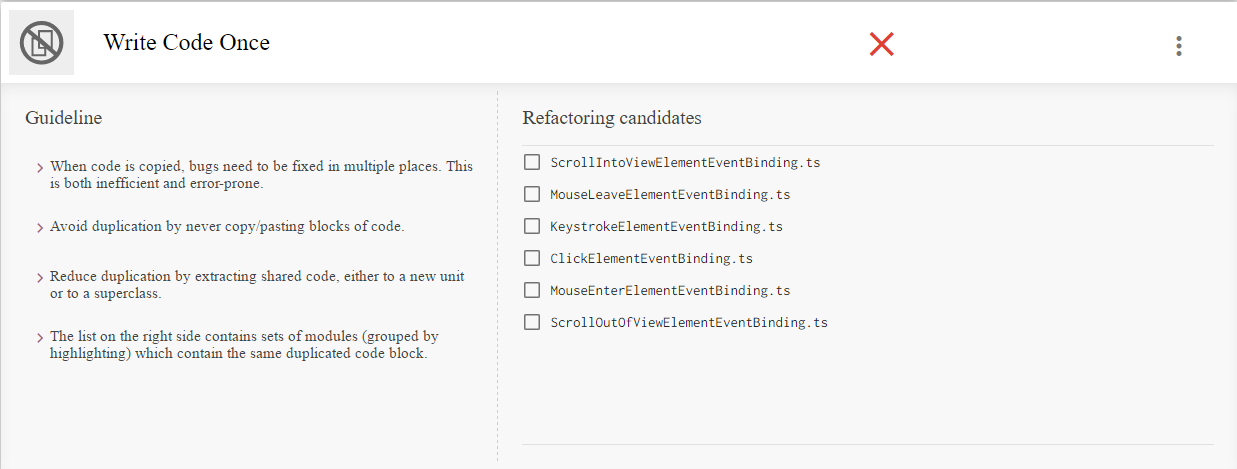 Write Code Once
Guideline
When code is copied, bugs need to be fixed in multiple places. This
is both inefficient and error-prone.
Avoid duplication by never copy/pasting blocks of code.
Reduce duplication by extracting shared code, either to a new unit
or to a superclass.
The list on the right side contains sets of modules (grouped by
highlighting) which contain the same duplicated code block.
Refactoring candidates
ScrollIntoViewElementEventBinding.ts
MouseLeaveElementEventBinding.ts
KeystrokeElementEventBinding.ts
ClickElementEventBinding.ts
MouseEnterElementEventBinding.ts
ScrollOutOfViewElementEventBinding.ts